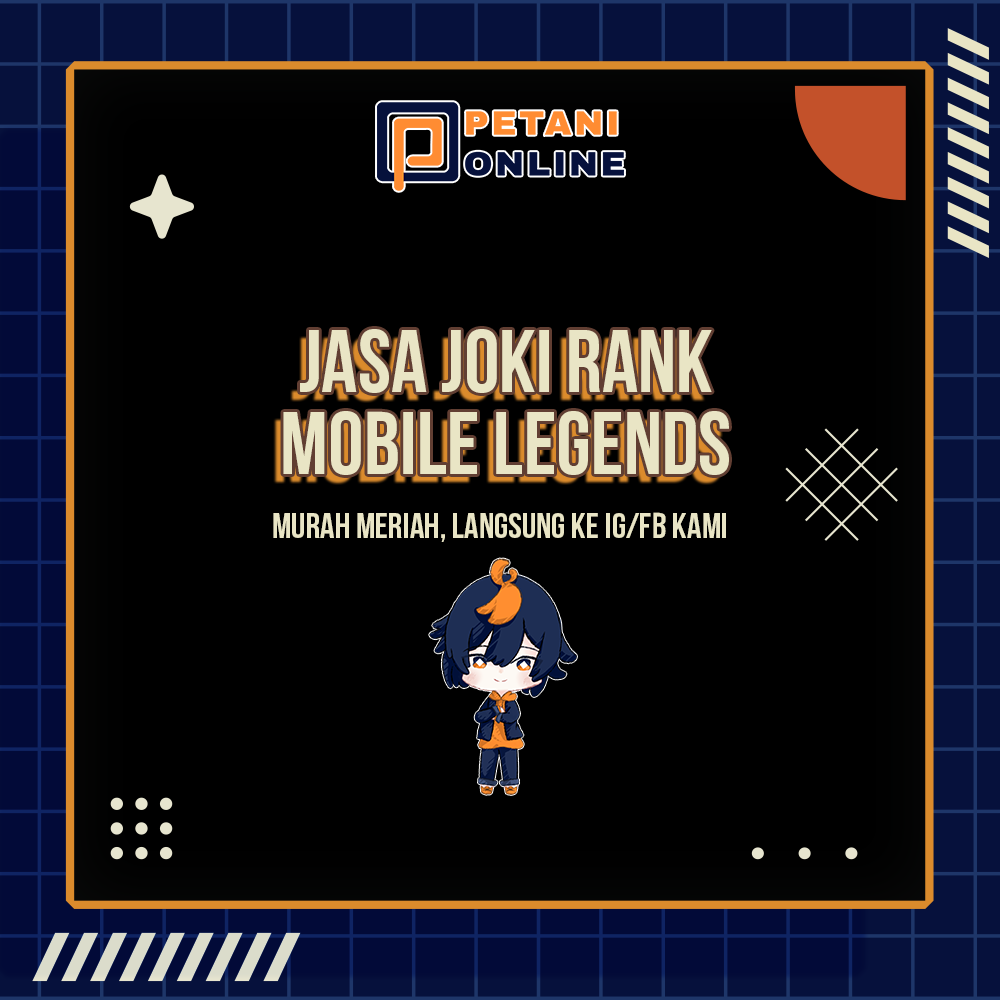 PETANI
ONLINE
JASA JOKI RANK
MOBILE LEGENDS
MURAH MERIAH, LANGSUNG KE IG/FB KAMI